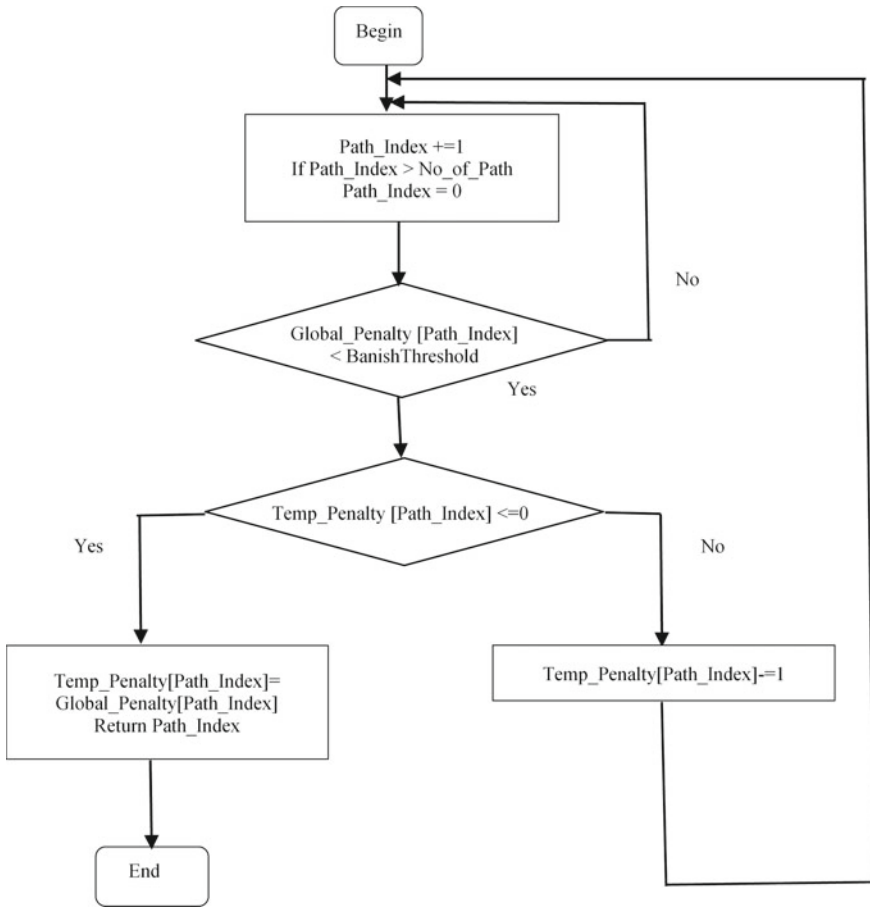 Begin
Path_Index +=1
If Path_Index > No_of_Path
Path_Index = 0
No
Global_Penalty [Path_Index]
< BanishThreshold
Yes
Temp_Penalty [Path_Index] <=0
Yes
No
Temp_Penalty[Path_Index]=
Global_Penalty[Path_Index]
Return Path_Index
Temp_Penalty[Path_Index]-=1
End